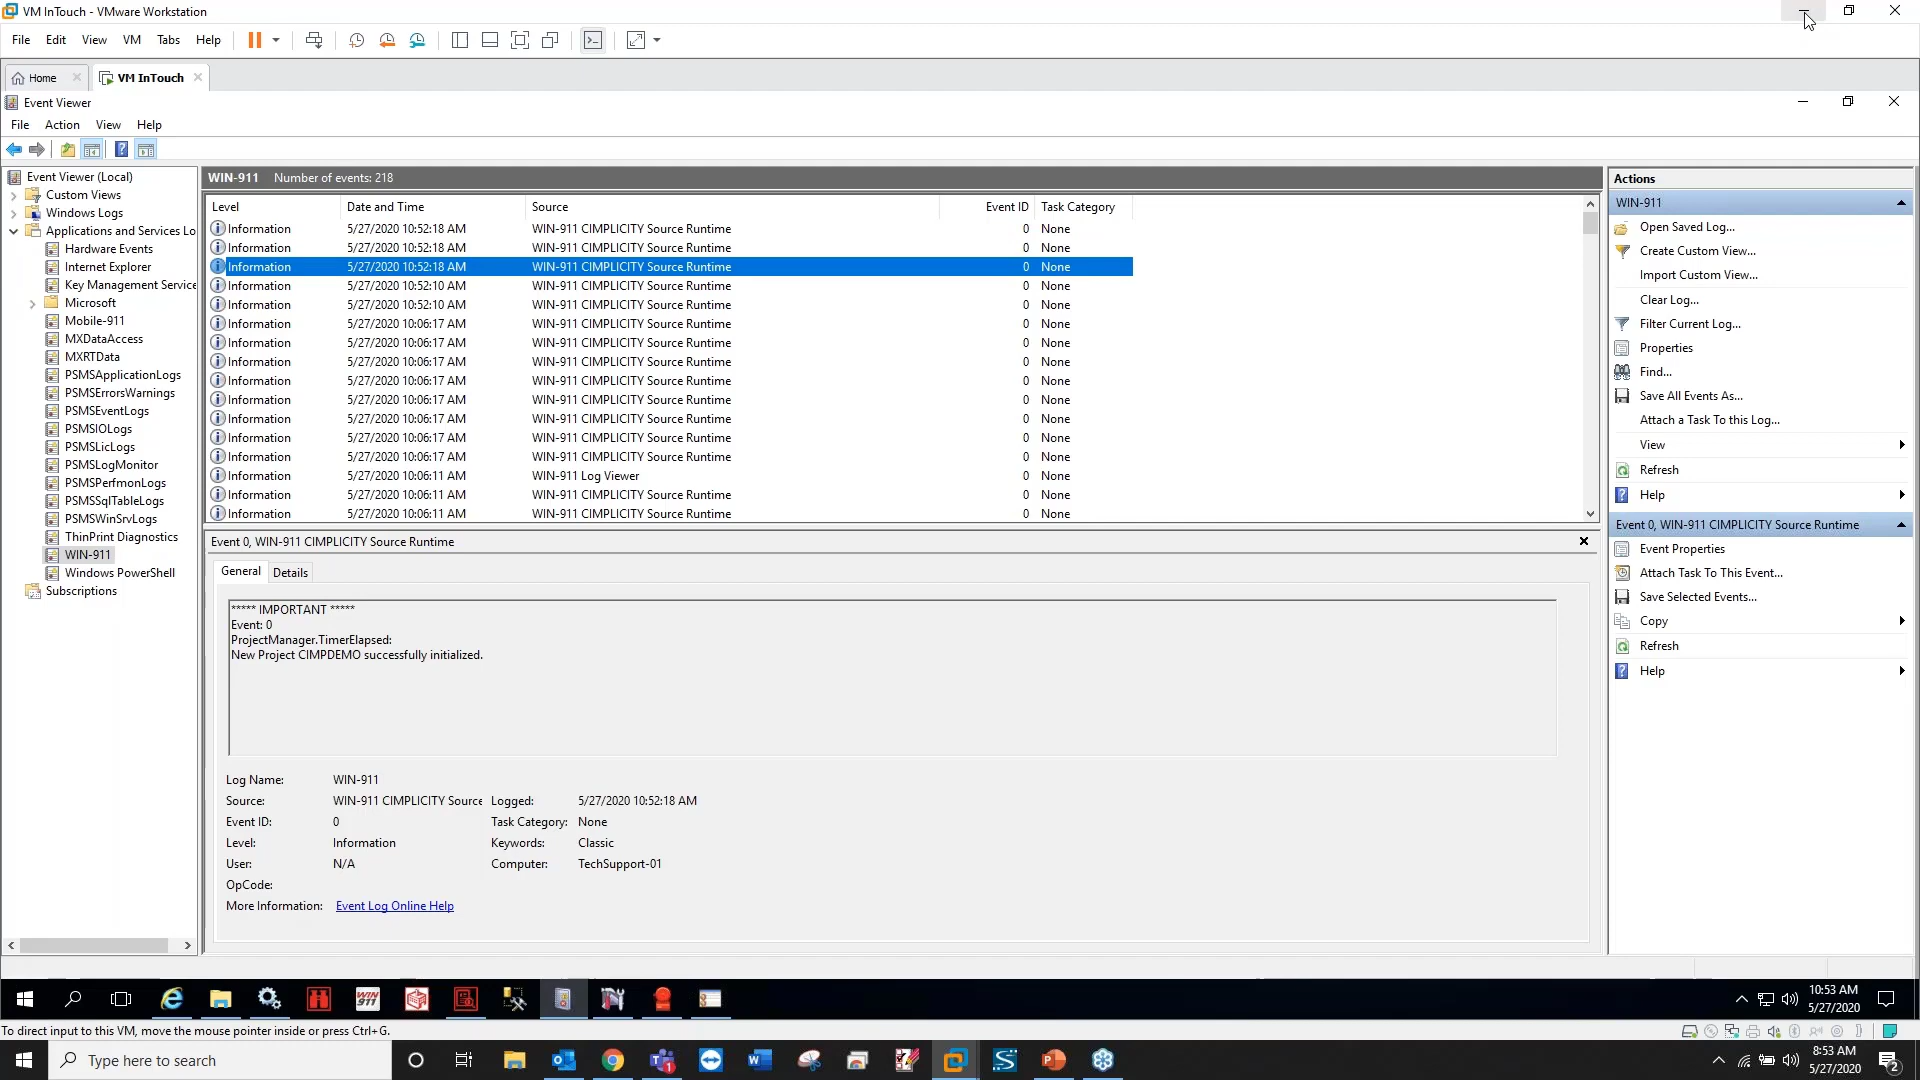 VM InTouch - VMware Workstation
File Edit View VM Tabs Help
Home VM InTouch
Event Viewer
File Action View Help
Event Viewer (Local)
Custom Views
Windows Logs
Applications and Services Lo
Hardware Events
Internet Explorer
Key Management Service
Microsoft
Mobile-911
MXDataAccess
MXRTData
PSMSApplicationLogs
PSMSErrorsWarnings
PSMSEventLogs
PSMSIOLogs
PSMSLicLogs
PSMSLogMonitor
PSMSPerfmonLogs
PSMSSqlTableLogs
PSMSWinSrvLogs
ThinPrint Diagnostics
WIN-911
Windows PowerShell
Subscriptions
WIN-911 Number of events: 218
Level Date and Time Source Event ID Task Category
Information 5/27/2020 10:52:18 AM WIN-911 CIMPLICITY Source Runtime 0 None
Information 5/27/2020 10:52:18 AM WIN-911 CIMPLICITY Source Runtime 0 None
Information 5/27/2020 10:52:18 AM WIN-911 CIMPLICITY Source Runtime 0 None
Information 5/27/2020 10:52:10 AM WIN-911 CIMPLICITY Source Runtime 0 None
Information 5/27/2020 10:52:10 AM WIN-911 CIMPLICITY Source Runtime 0 None
Information 5/27/2020 10:06:17 AM WIN-911 CIMPLICITY Source Runtime 0 None
Information 5/27/2020 10:06:17 AM WIN-911 CIMPLICITY Source Runtime 0 None
Information 5/27/2020 10:06:17 AM WIN-911 CIMPLICITY Source Runtime 0 None
Information 5/27/2020 10:06:17 AM WIN-911 CIMPLICITY Source Runtime 0 None
Information 5/27/2020 10:06:17 AM WIN-911 CIMPLICITY Source Runtime 0 None
Information 5/27/2020 10:06:17 AM WIN-911 CIMPLICITY Source Runtime 0 None
Information 5/27/2020 10:06:17 AM WIN-911 CIMPLICITY Source Runtime 0 None
Information 5/27/2020 10:06:17 AM WIN-911 CIMPLICITY Source Runtime 0 None
Information 5/27/2020 10:06:11 AM WIN-911 Log Viewer 0 None
Information 5/27/2020 10:06:11 AM WIN-911 CIMPLICITY Source Runtime 0 None
Information 5/27/2020 10:06:11 AM WIN-911 CIMPLICITY Source Runtime 0 None
Event 0, WIN-911 CIMPLICITY Source Runtime
General Details
***** IMPORTANT *****
Event: 0
ProjectManager.TimerElapsed:
New Project CIMPDEMO successfully initialized.
Log Name: WIN-911
Source: WIN-911 CIMPLICITY Source Logged: 5/27/2020 10:52:18 AM
Event ID: 0 Task Category: None
Level: Information Keywords: Classic
User: N/A Computer: TechSupport-01
OpCode:
More Information: Event Log Online Help
Actions
WIN-911
Open Saved Log...
Create Custom View...
Import Custom View...
Clear Log...
Filter Current Log...
Properties
Find...
Save All Events As...
Attach a Task To this Log...
View
Refresh
Help
Event 0, WIN-911 CIMPLICITY Source Runtime
Event Properties
Attach Task To This Event...
Save Selected Events...
Copy
Refresh
Help
WIN 911
10:53 AM
5/27/2020
To direct input to this VM, move the mouse pointer inside or press Ctrl+G.
Type here to search
8:53 AM
5/27/2020
2